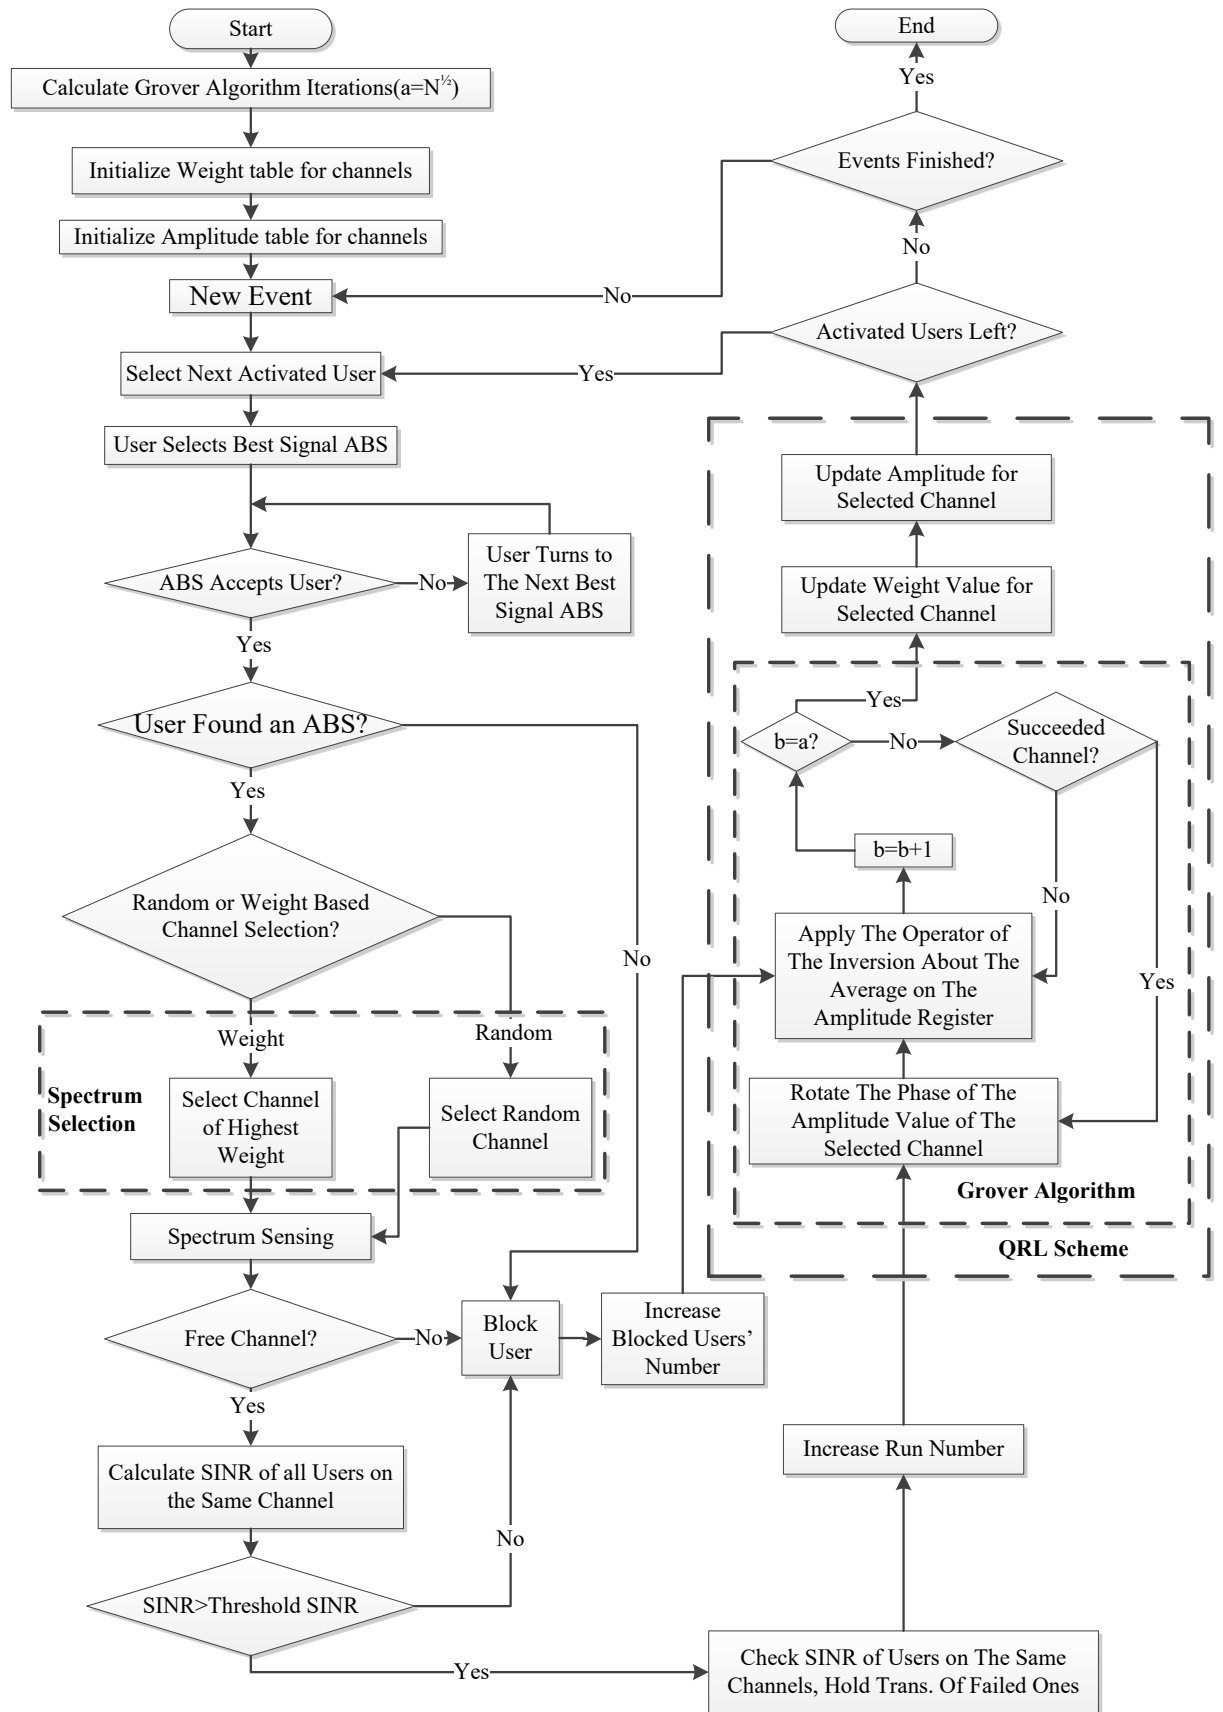 Start
Calculate Grover Algorithm Iterations(a=N½)
Initialize Weight table for channels
Initialize Amplitude table for channels
New Event
Select Next Activated User
User Selects Best Signal ABS
ABS Accepts User?
No
User Turns to
The Next Best
Signal ABS
Yes
User Found an ABS?
No
Yes
Random or Weight Based
Channel Selection?
Weight
Random
Spectrum
Selection
Select Channel
of Highest
Weight
Select Random
Channel
Spectrum Sensing
Free Channel?
No
Block
User
Increase
Blocked Users’
Number
Yes
Calculate SINR of all Users on
the Same Channel
No
SINR>Threshold SINR
Yes
Check SINR of Users on The Same
Channels, Hold Trans. Of Failed Ones
Increase Run Number
QRL Scheme
Grover Algorithm
Rotate The Phase of The
Amplitude Value of The
Selected Channel
Apply The Operator of
The Inversion About The
Average on The
Amplitude Register
b=b+1
b=a?
No
Succeeded
Channel?
No
Yes
Yes
Update Weight Value for
Selected Channel
Update Amplitude for
Selected Channel
Activated Users Left?
Yes
No
Events Finished?
No
Yes
End